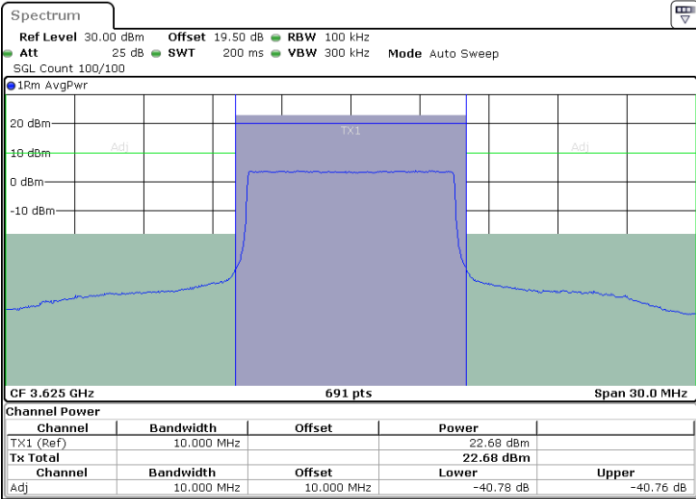 Spectrum
Ref Level 30.00 dBm Offset 19.50 dB RBW 100 kHz
Att 25 dB SWT 200 ms VBW 300 kHz Mode Auto Sweep
SGL Count 100/100
1Rm AvgPwr
20 dBm
TX1
10 dBm Adj Adj
0 dBm
-10 dBm
CF 3.625 GHz 691 pts Span 30.0 MHz
Channel Power
Channel Bandwidth Offset Power
TX1 (Ref) 10.000 MHz 22.68 dBm
Tx Total 22.68 dBm
Channel Bandwidth Offset Lower Upper
Adj 10.000 MHz 10.000 MHz -40.78 dB -40.76 dB